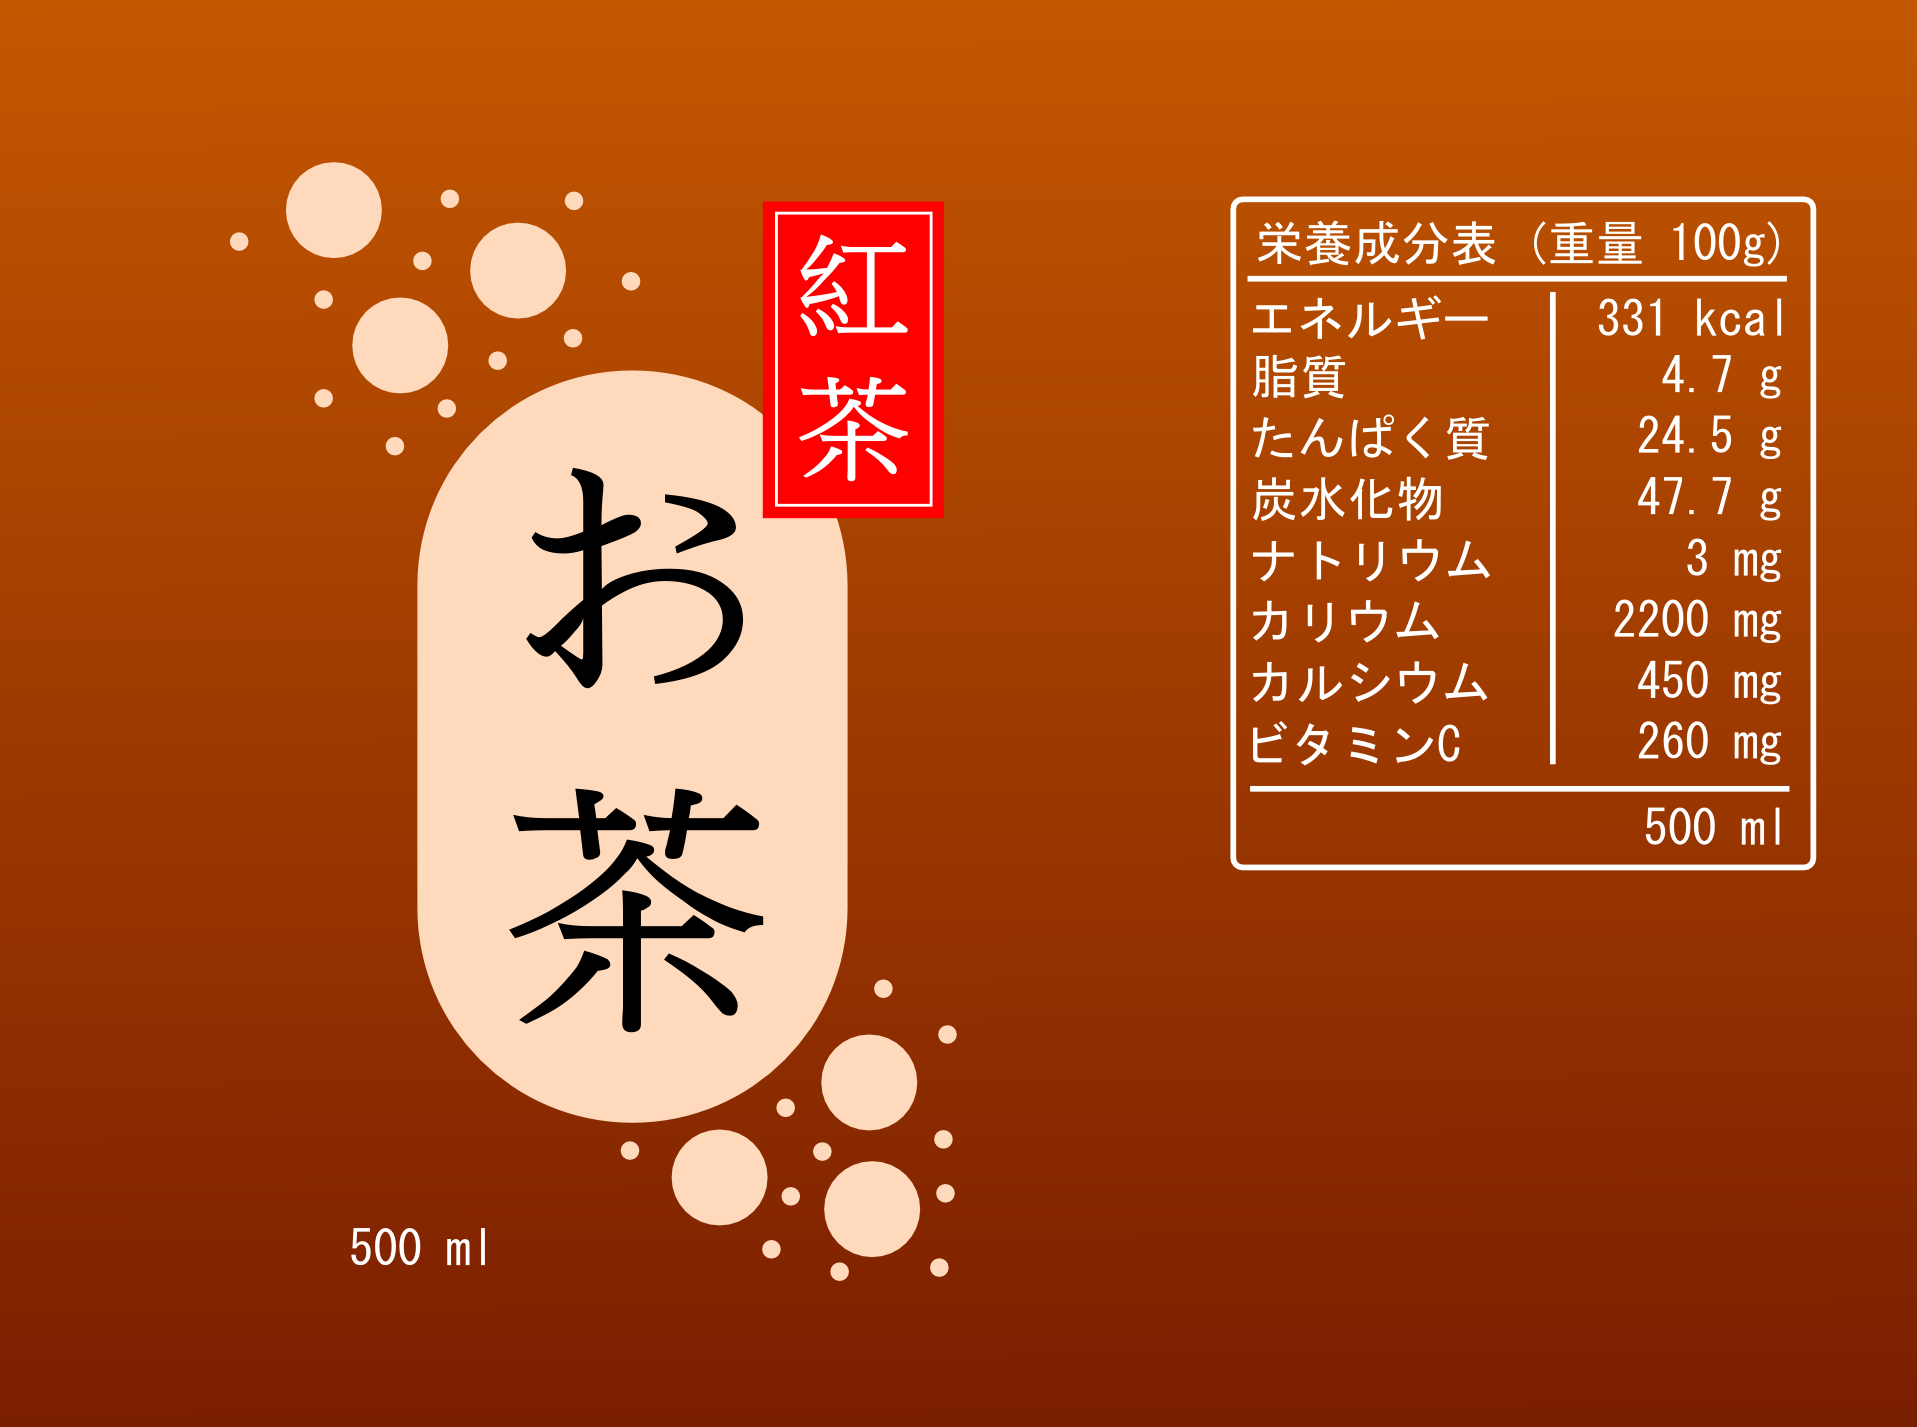 紅茶
お茶
500 ml
栄養成分表 (重量 100g)
エネルギー 331 kcal
脂質 4.7 g
たんぱく質 24.5 g
炭水化物 47.7 g
ナトリウム 3 mg
カリウム 2200 mg
カルシウム 450 mg
ビタミンC 260 mg
500 ml